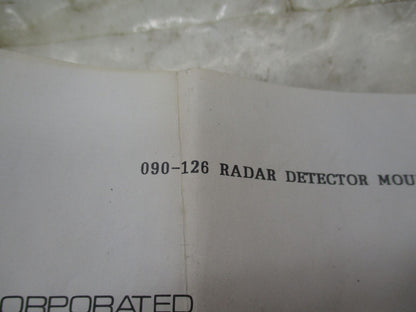 090-126 RADAR DETECTOR MOU
ORPORATED